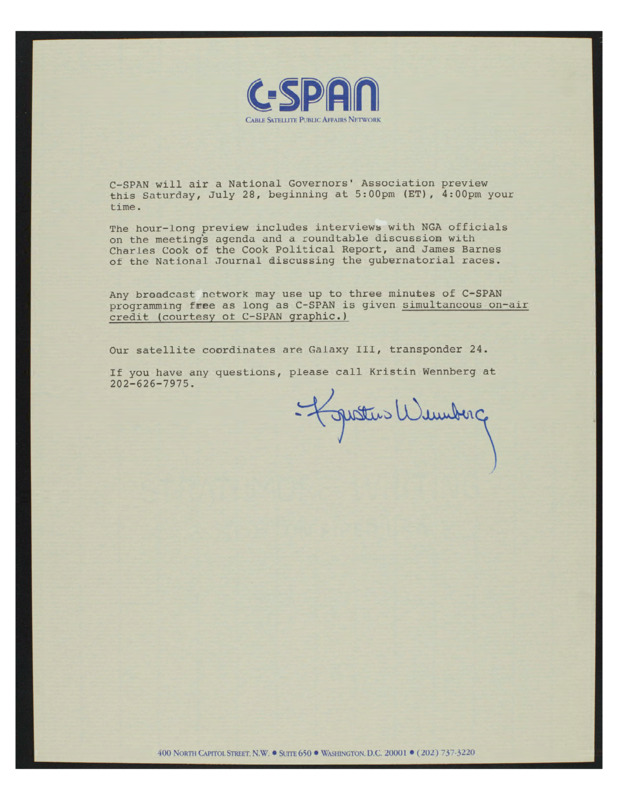 C-SPAN
CABLE SATELLITE PUBLIC AFFAIRS NETWORK
C-SPAN will air a National Governors' Association preview
this Saturday, July 28, beginning at 5:00pm (ET), 4:00pm your
time.
The hour-long preview includes interviews with NGA officials
on the meeting's agenda and a roundtable discussion with
Charles Cook of the Cook Political Report, and James Barnes
of the National Journal discussing the gubernatorial races.
Any broadcast network may use up to three minutes of C-SPAN
programming free as long as C-SPAN is given simultaneous on-air
credit (courtesy of C-SPAN graphic.)
Our satellite coordinates are Galaxy III, transponder 24.
If you have any questions, please call Kristin Wennberg at
202-626-7975.
-Kristin Wennberg
400 NORTH CAPITOL STREET, N.W. • SUITE 650 • WASHINGTON, D.C. 20001 • (202) 737-3220